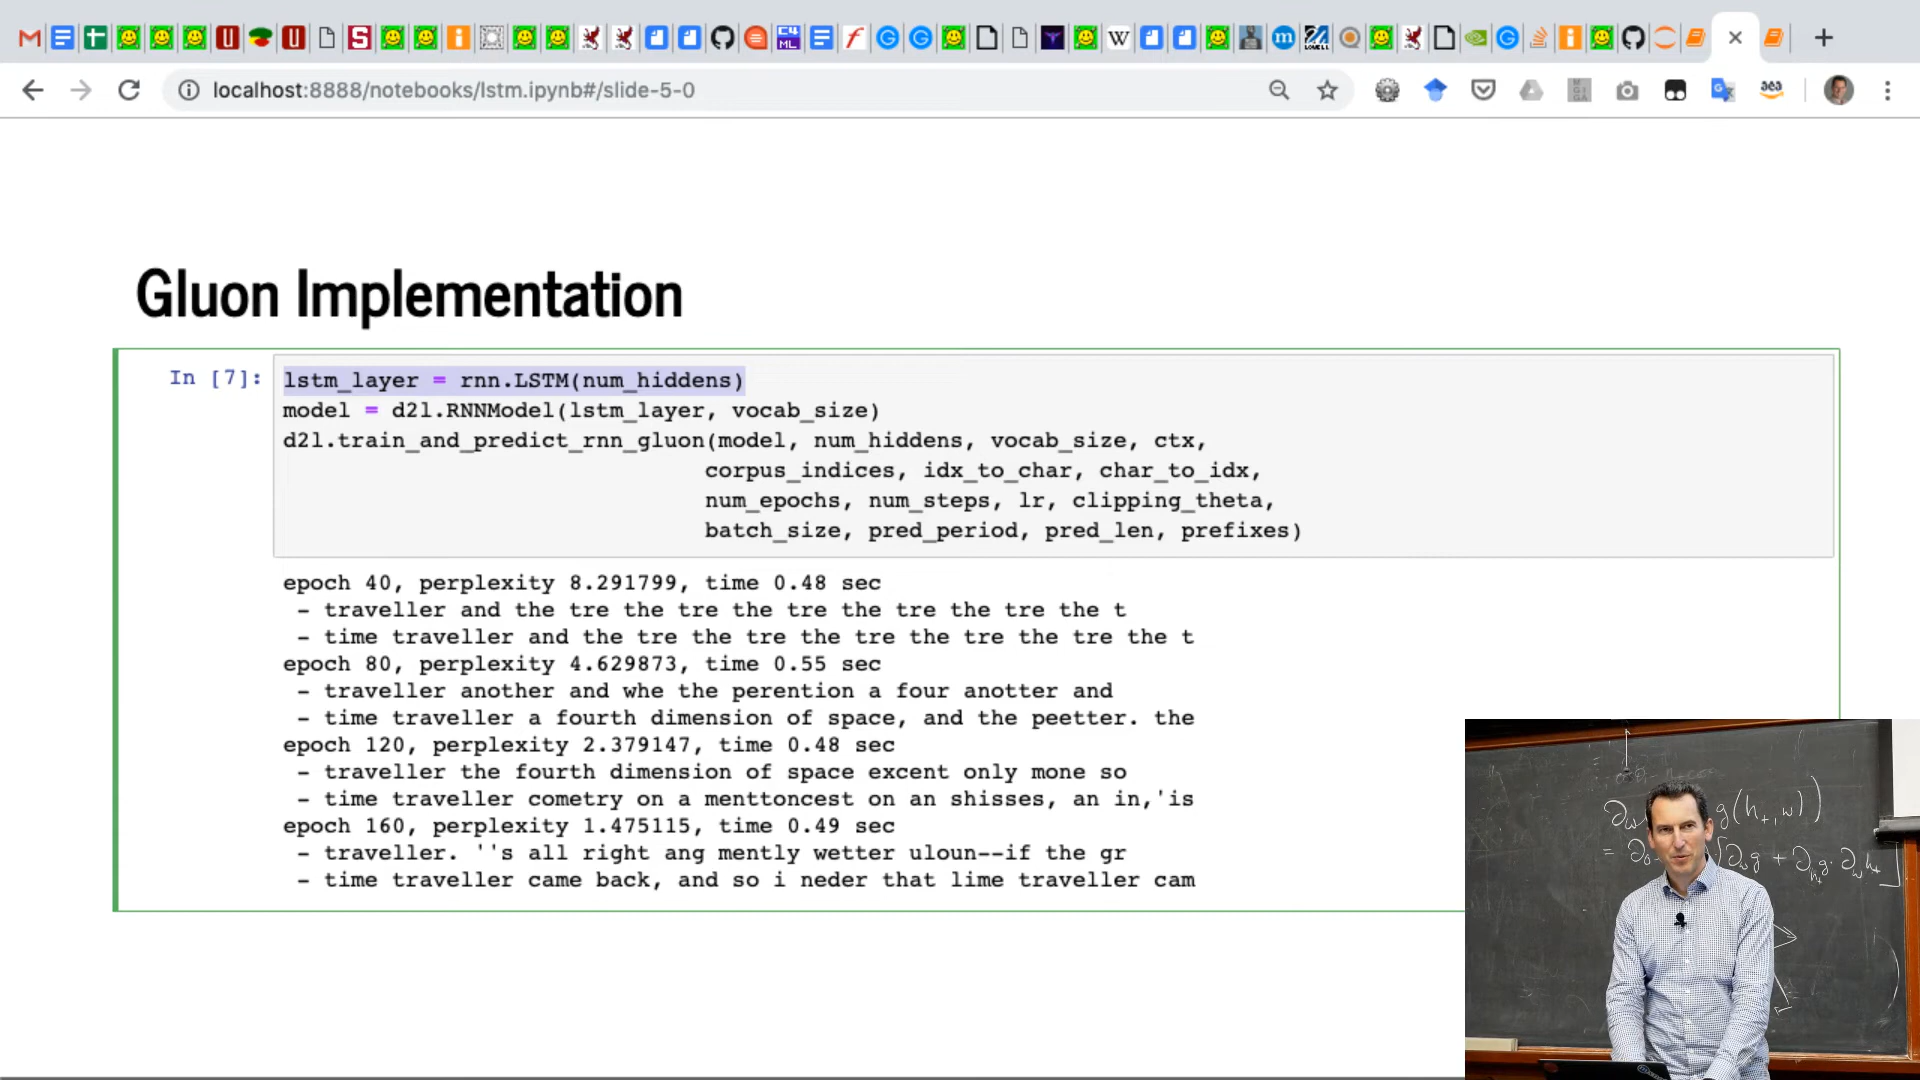 localhost:8888/notebooks/lstm.ipynb#/slide-5-0
Gluon Implementation
In [7]:
lstm_layer = rnn.LSTM(num_hiddens)
model = d2l.RNNModel(lstm_layer, vocab_size)
d2l.train_and_predict_rnn_gluon(model, num_hiddens, vocab_size, ctx,
corpus_indices, idx_to_char, char_to_idx,
num_epochs, num_steps, lr, clipping_theta,
batch_size, pred_period, pred_len, prefixes)
epoch 40, perplexity 8.291799, time 0.48 sec
- traveller and the tre the tre the tre the tre the tre the t
- time traveller and the tre the tre the tre the tre the tre the t
epoch 80, perplexity 4.629873, time 0.55 sec
- traveller another and whe the perention a four anotter and
- time traveller a fourth dimension of space, and the peetter. the
epoch 120, perplexity 2.379147, time 0.48 sec
- traveller the fourth dimension of space excent only mone so
- time traveller cometry on a menttoncest on an shisses, an in,'is
epoch 160, perplexity 1.475115, time 0.49 sec
- traveller. ''s all right ang mently wetter uloun--if the gr
- time traveller came back, and so i neder that lime traveller cam